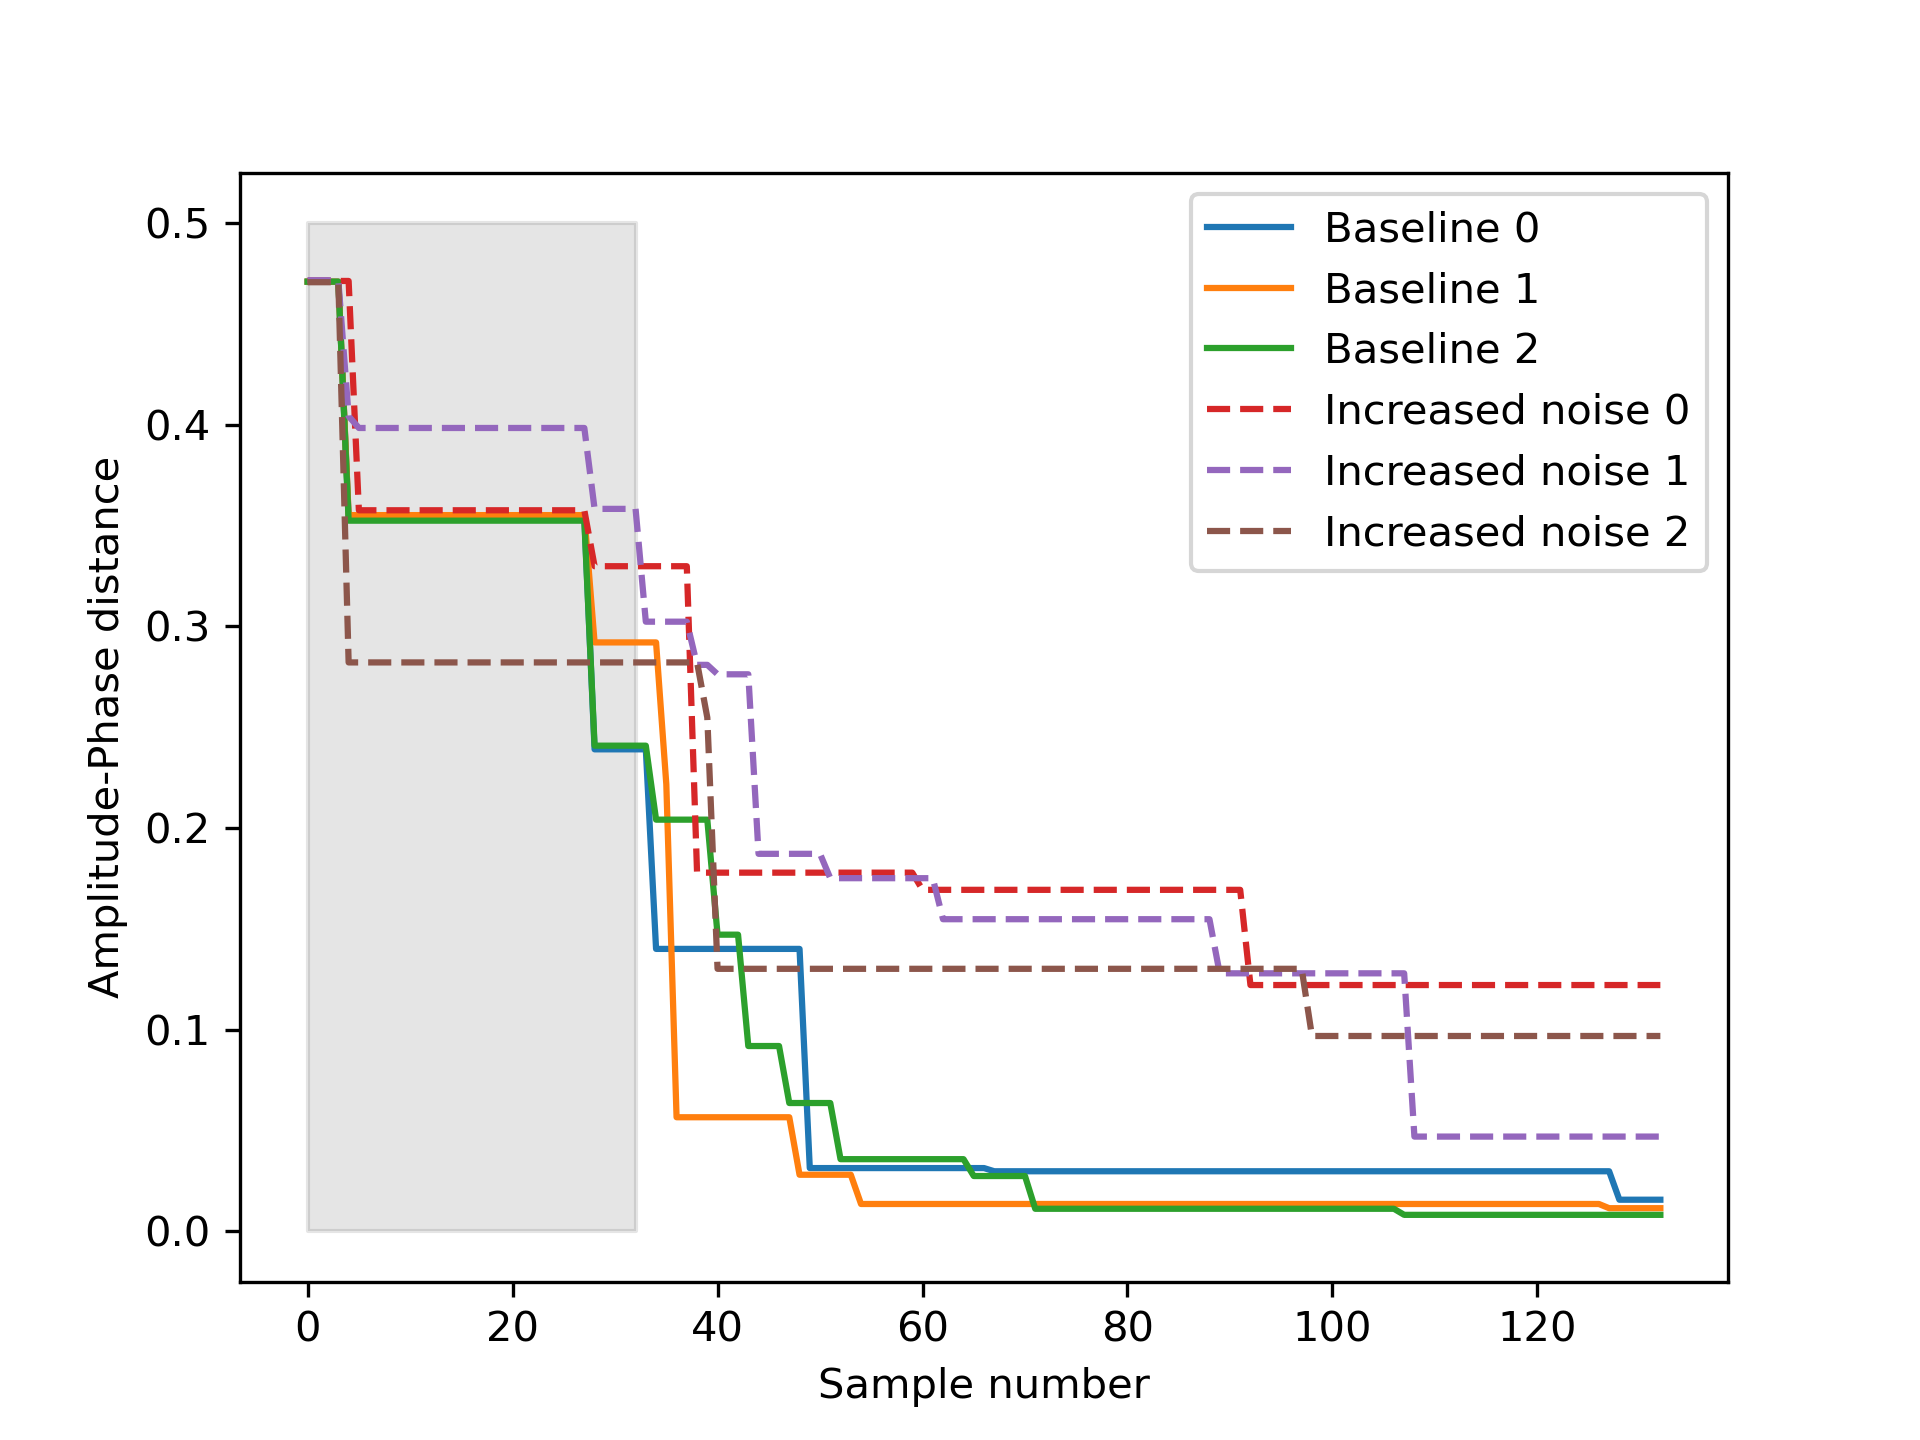 0.5
0.4
0.3
0.2
0.1
0.0
Amplitude-Phase distance
0 20 40 60 80 100 120
Sample number
Baseline 0
Baseline 1
Baseline 2
Increased noise 0
Increased noise 1
Increased noise 2